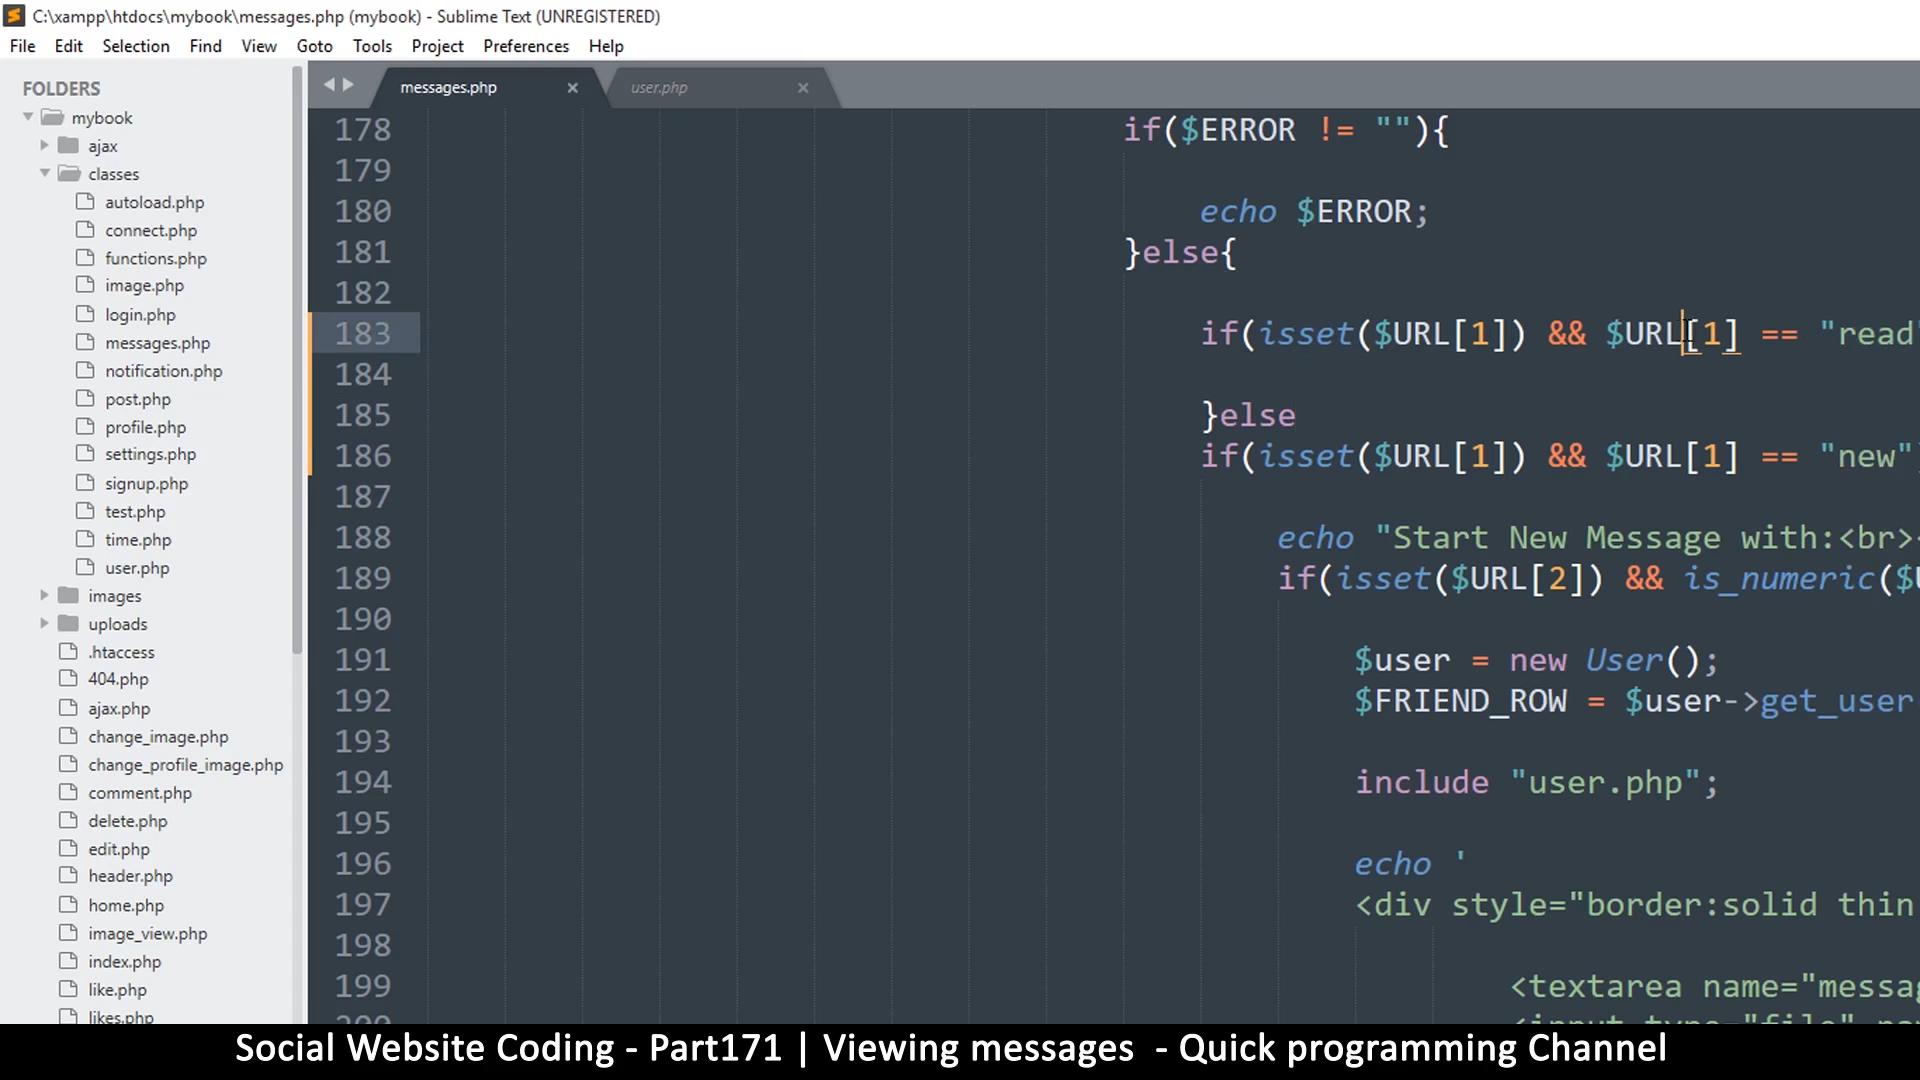 C:\xampp\htdocs\mybook\messages.php (mybook) - Sublime Text (UNREGISTERED)
File Edit Selection Find View Goto Tools Project Preferences Help
FOLDERS
mybook
ajax
classes
autoload.php
connect.php
functions.php
image.php
login.php
messages.php
notification.php
post.php
profile.php
settings.php
signup.php
test.php
time.php
user.php
images
uploads
.htaccess
404.php
ajax.php
change_image.php
change_profile_image.php
comment.php
delete.php
edit.php
header.php
home.php
image_view.php
index.php
like.php
likes.php
messages.php user.php
178 if($ERROR != ""){
179
180 echo $ERROR;
181 }else{
182
183 if(isset($URL[1]) && $URL[1] == "read"
184
185 }else
186 if(isset($URL[1]) && $URL[1] == "new")
187
188 echo "Start New Message with:<br>
189 if(isset($URL[2]) && is_numeric($
190
191 $user = new User();
192 $FRIEND_ROW = $user->get_user
193
194 include "user.php";
195
196 echo '
197 <div style="border:solid thin
198
199 <textarea name="messag
200 <input type="file"
Social Website Coding - Part171 | Viewing messages - Quick programming Channel